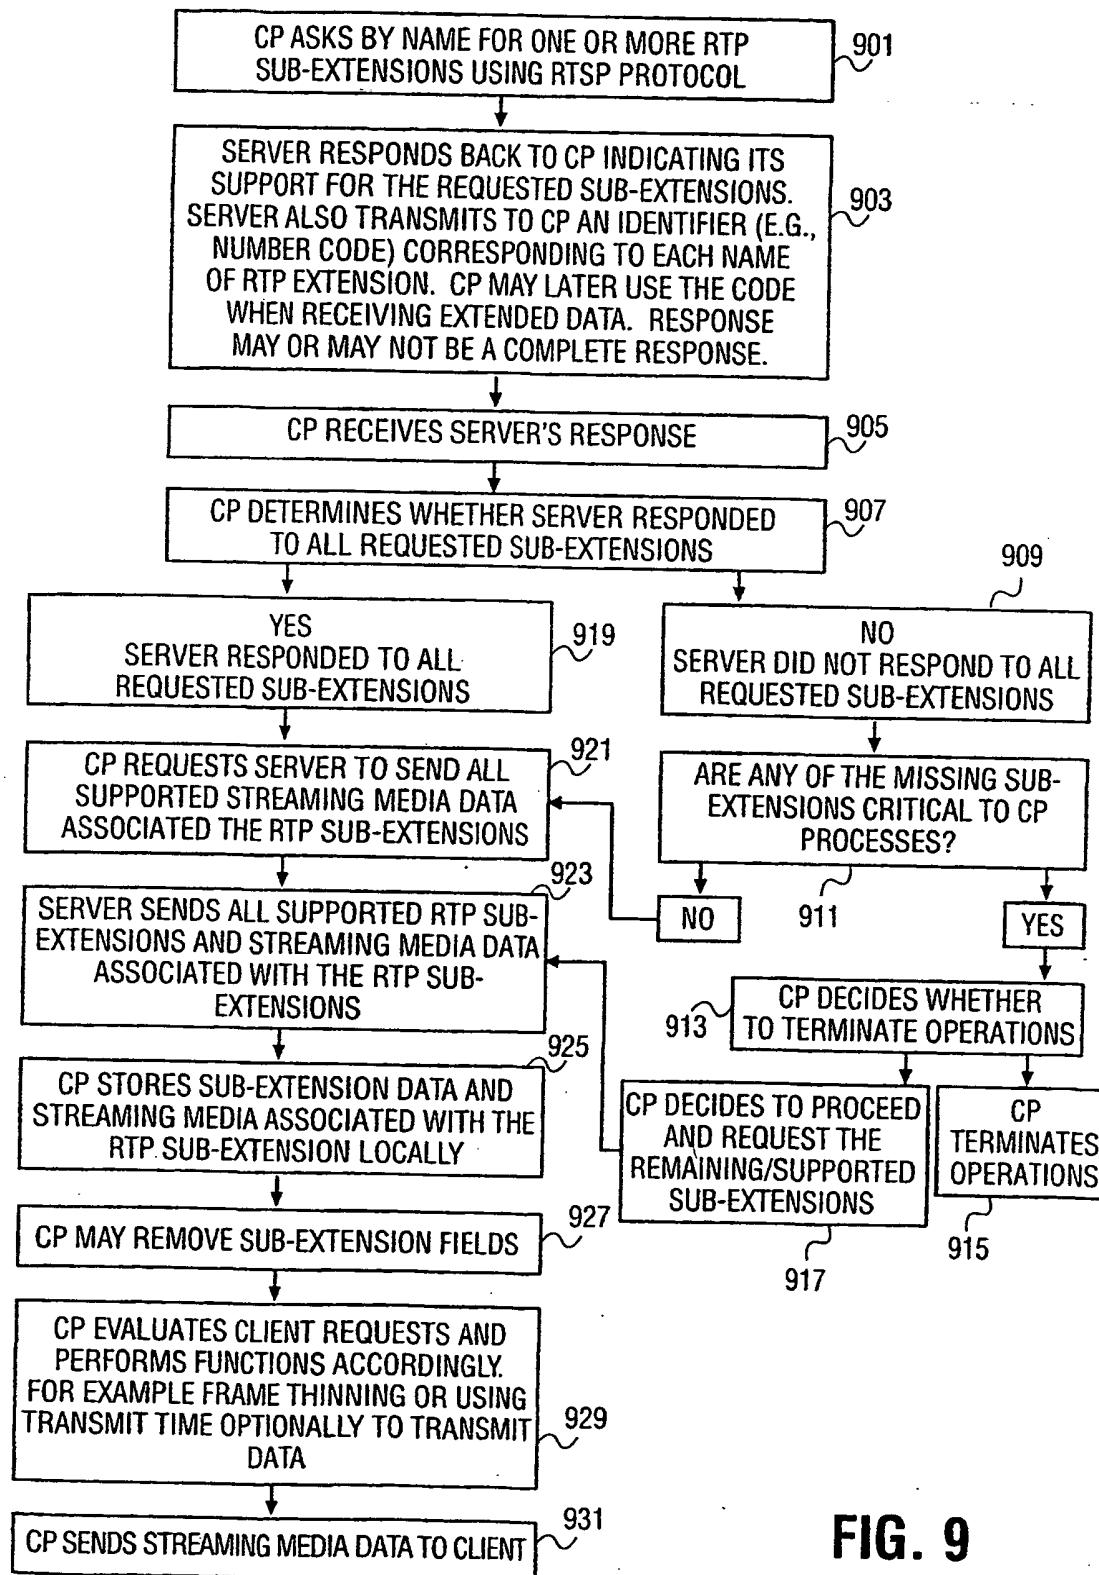 CP ASKS BY NAME FOR ONE OR MORE RTP
SUB-EXTENSIONS USING RTSP PROTOCOL
901
SERVER RESPONDS BACK TO CP INDICATING ITS
SUPPORT FOR THE REQUESTED SUB-EXTENSIONS.
SERVER ALSO TRANSMITS TO CP AN IDENTIFIER (E.G.,
NUMBER CODE) CORRESPONDING TO EACH NAME
OF RTP EXTENSION. CP MAY LATER USE THE CODE
WHEN RECEIVING EXTENDED DATA. RESPONSE
MAY OR MAY NOT BE A COMPLETE RESPONSE.
903
CP RECEIVES SERVER'S RESPONSE
905
CP DETERMINES WHETHER SERVER RESPONDED
TO ALL REQUESTED SUB-EXTENSIONS
907
YES
SERVER RESPONDED TO ALL
REQUESTED SUB-EXTENSIONS
919
909
NO
SERVER DID NOT RESPOND TO ALL
REQUESTED SUB-EXTENSIONS
CP REQUESTS SERVER TO SEND ALL
SUPPORTED STREAMING MEDIA DATA
ASSOCIATED THE RTP SUB-EXTENSIONS
921
ARE ANY OF THE MISSING SUB-
EXTENSIONS CRITICAL TO CP
PROCESSES?
911
NO
YES
923
SERVER SENDS ALL SUPPORTED RTP SUB-
EXTENSIONS AND STREAMING MEDIA DATA
ASSOCIATED WITH THE RTP SUB-
EXTENSIONS
913
CP DECIDES WHETHER
TO TERMINATE OPERATIONS
925
CP STORES SUB-EXTENSION DATA AND
STREAMING MEDIA ASSOCIATED WITH THE
RTP SUB-EXTENSION LOCALLY
CP DECIDES TO PROCEED
AND REQUEST THE
REMAINING/SUPPORTED
SUB-EXTENSIONS
917
CP
TERMINATES
OPERATIONS
915
CP MAY REMOVE SUB-EXTENSION FIELDS
927
CP EVALUATES CLIENT REQUESTS AND
PERFORMS FUNCTIONS ACCORDINGLY.
FOR EXAMPLE FRAME THINNING OR USING
TRANSMIT TIME OPTIONALLY TO TRANSMIT
DATA
929
CP SENDS STREAMING MEDIA DATA TO CLIENT
931
FIG. 9